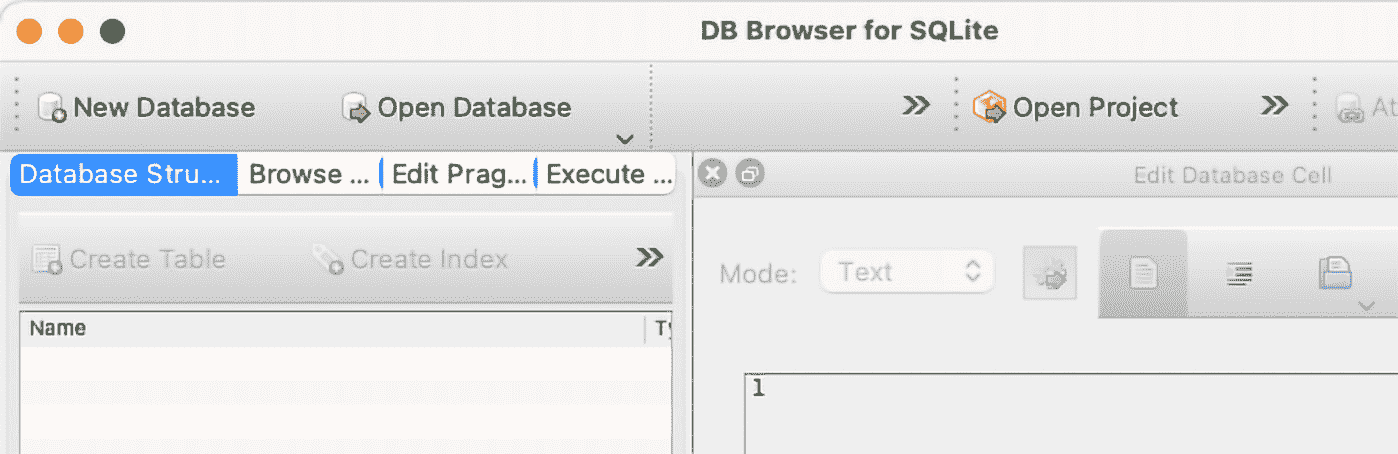 DB Browser for SQLite
New Database Open Database » Open Project » At
Database Stru... Browse ... Edit Prag... Execute ...
Edit Database Cell
Create Table Create Index »
Mode: Text
Name Ty
1